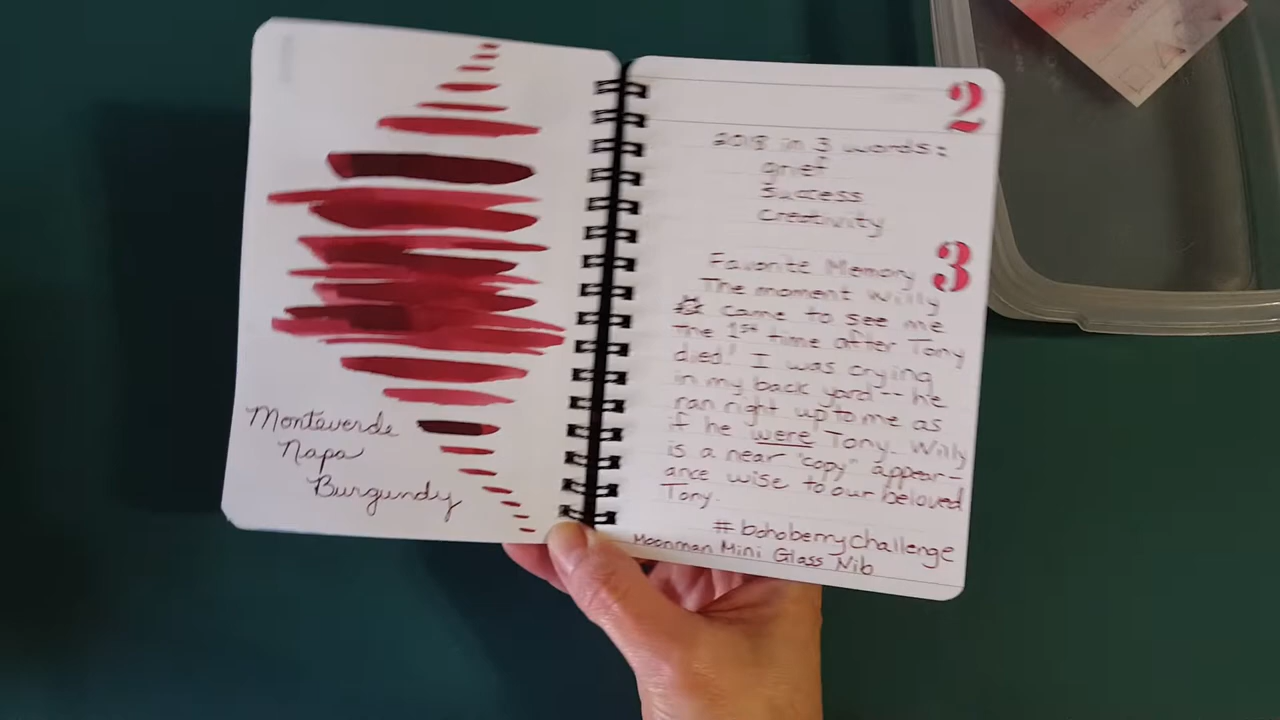 Monteverde
Napa
Burgundy
2
2018 in 3 words:
grief
Success
Creativity
3
Favorite Memory
The moment Willy
came to see me
the 1st time after Tony
died! I was crying
in my back yard -- he
ran right up to me as
if he were Tony. Willy
is a near "copy" appear-
ance wise to our beloved
Tony.
#bohoberrychallenge
Moonman Mini Glass Nib